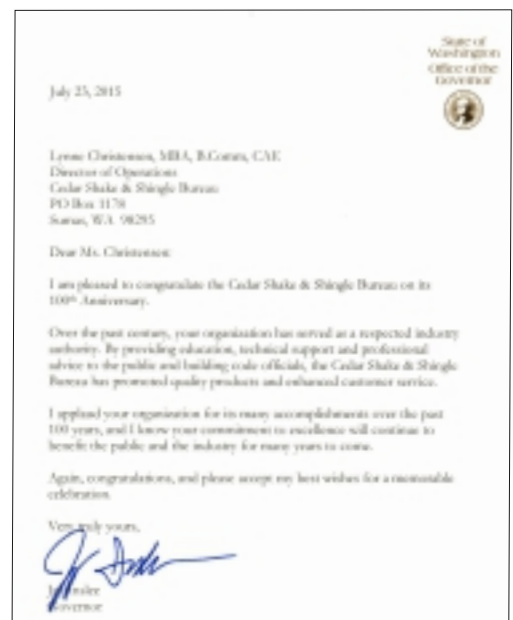 State of
Washington
Office of the
Governor
July 23, 2015
Lynne Christensen, MBA, B.Comm, CAE
Director of Operations
Cedar Shake & Shingle Bureau
PO Box 1178
Sumas, WA 98295
Dear Ms. Christensen:
I am pleased to congratulate the Cedar Shake & Shingle Bureau on its
100th Anniversary.
Over the past century, your organization has served as a respected industry
authority. By providing education, technical support and professional
advice to the public and building code officials, the Cedar Shake & Shingle
Bureau has promoted quality products and enhanced customer service.
I applaud your organization for its many accomplishments over the past
100 years, and I know your commitment to excellence will continue to
benefit the public and the industry for many years to come.
Again, congratulations, and please accept my best wishes for a memorable
celebration.
Very truly yours,
Jay Inslee
Governor